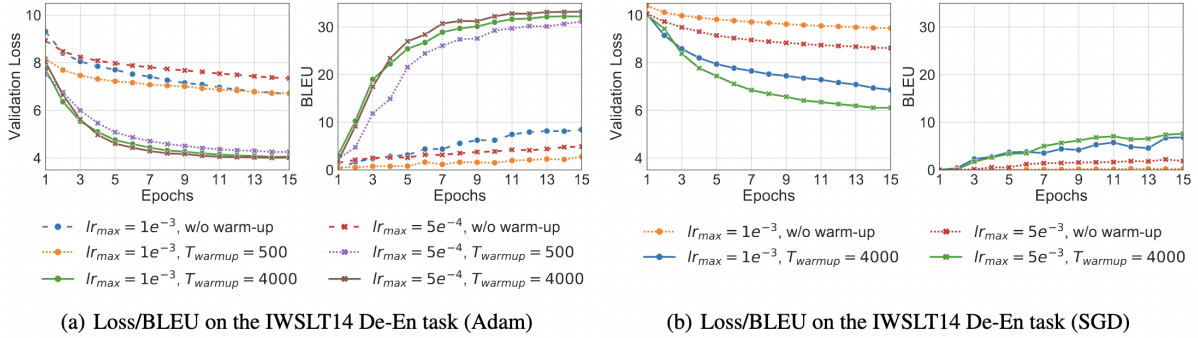 10
8
6
4
Validation Loss
1 3 5 7 9 11 13 15
Epochs
30
20
10
0
BLEU
1 3 5 7 9 11 13 15
Epochs
lr_max = 1e^{-3}, w/o warm-up
lr_max = 5e^{-4}, w/o warm-up
lr_max = 1e^{-3}, T_warmup = 500
lr_max = 5e^{-4}, T_warmup = 500
lr_max = 1e^{-3}, T_warmup = 4000
lr_max = 5e^{-4}, T_warmup = 4000
(a) Loss/BLEU on the IWSLT14 De-En task (Adam)
10
8
6
4
Validation Loss
1 3 5 7 9 11 13 15
Epochs
30
20
10
0
BLEU
1 3 5 7 9 11 13 15
Epochs
lr_max = 1e^{-3}, w/o warm-up
lr_max = 5e^{-3}, w/o warm-up
lr_max = 1e^{-3}, T_warmup = 4000
lr_max = 5e^{-3}, T_warmup = 4000
(b) Loss/BLEU on the IWSLT14 De-En task (SGD)